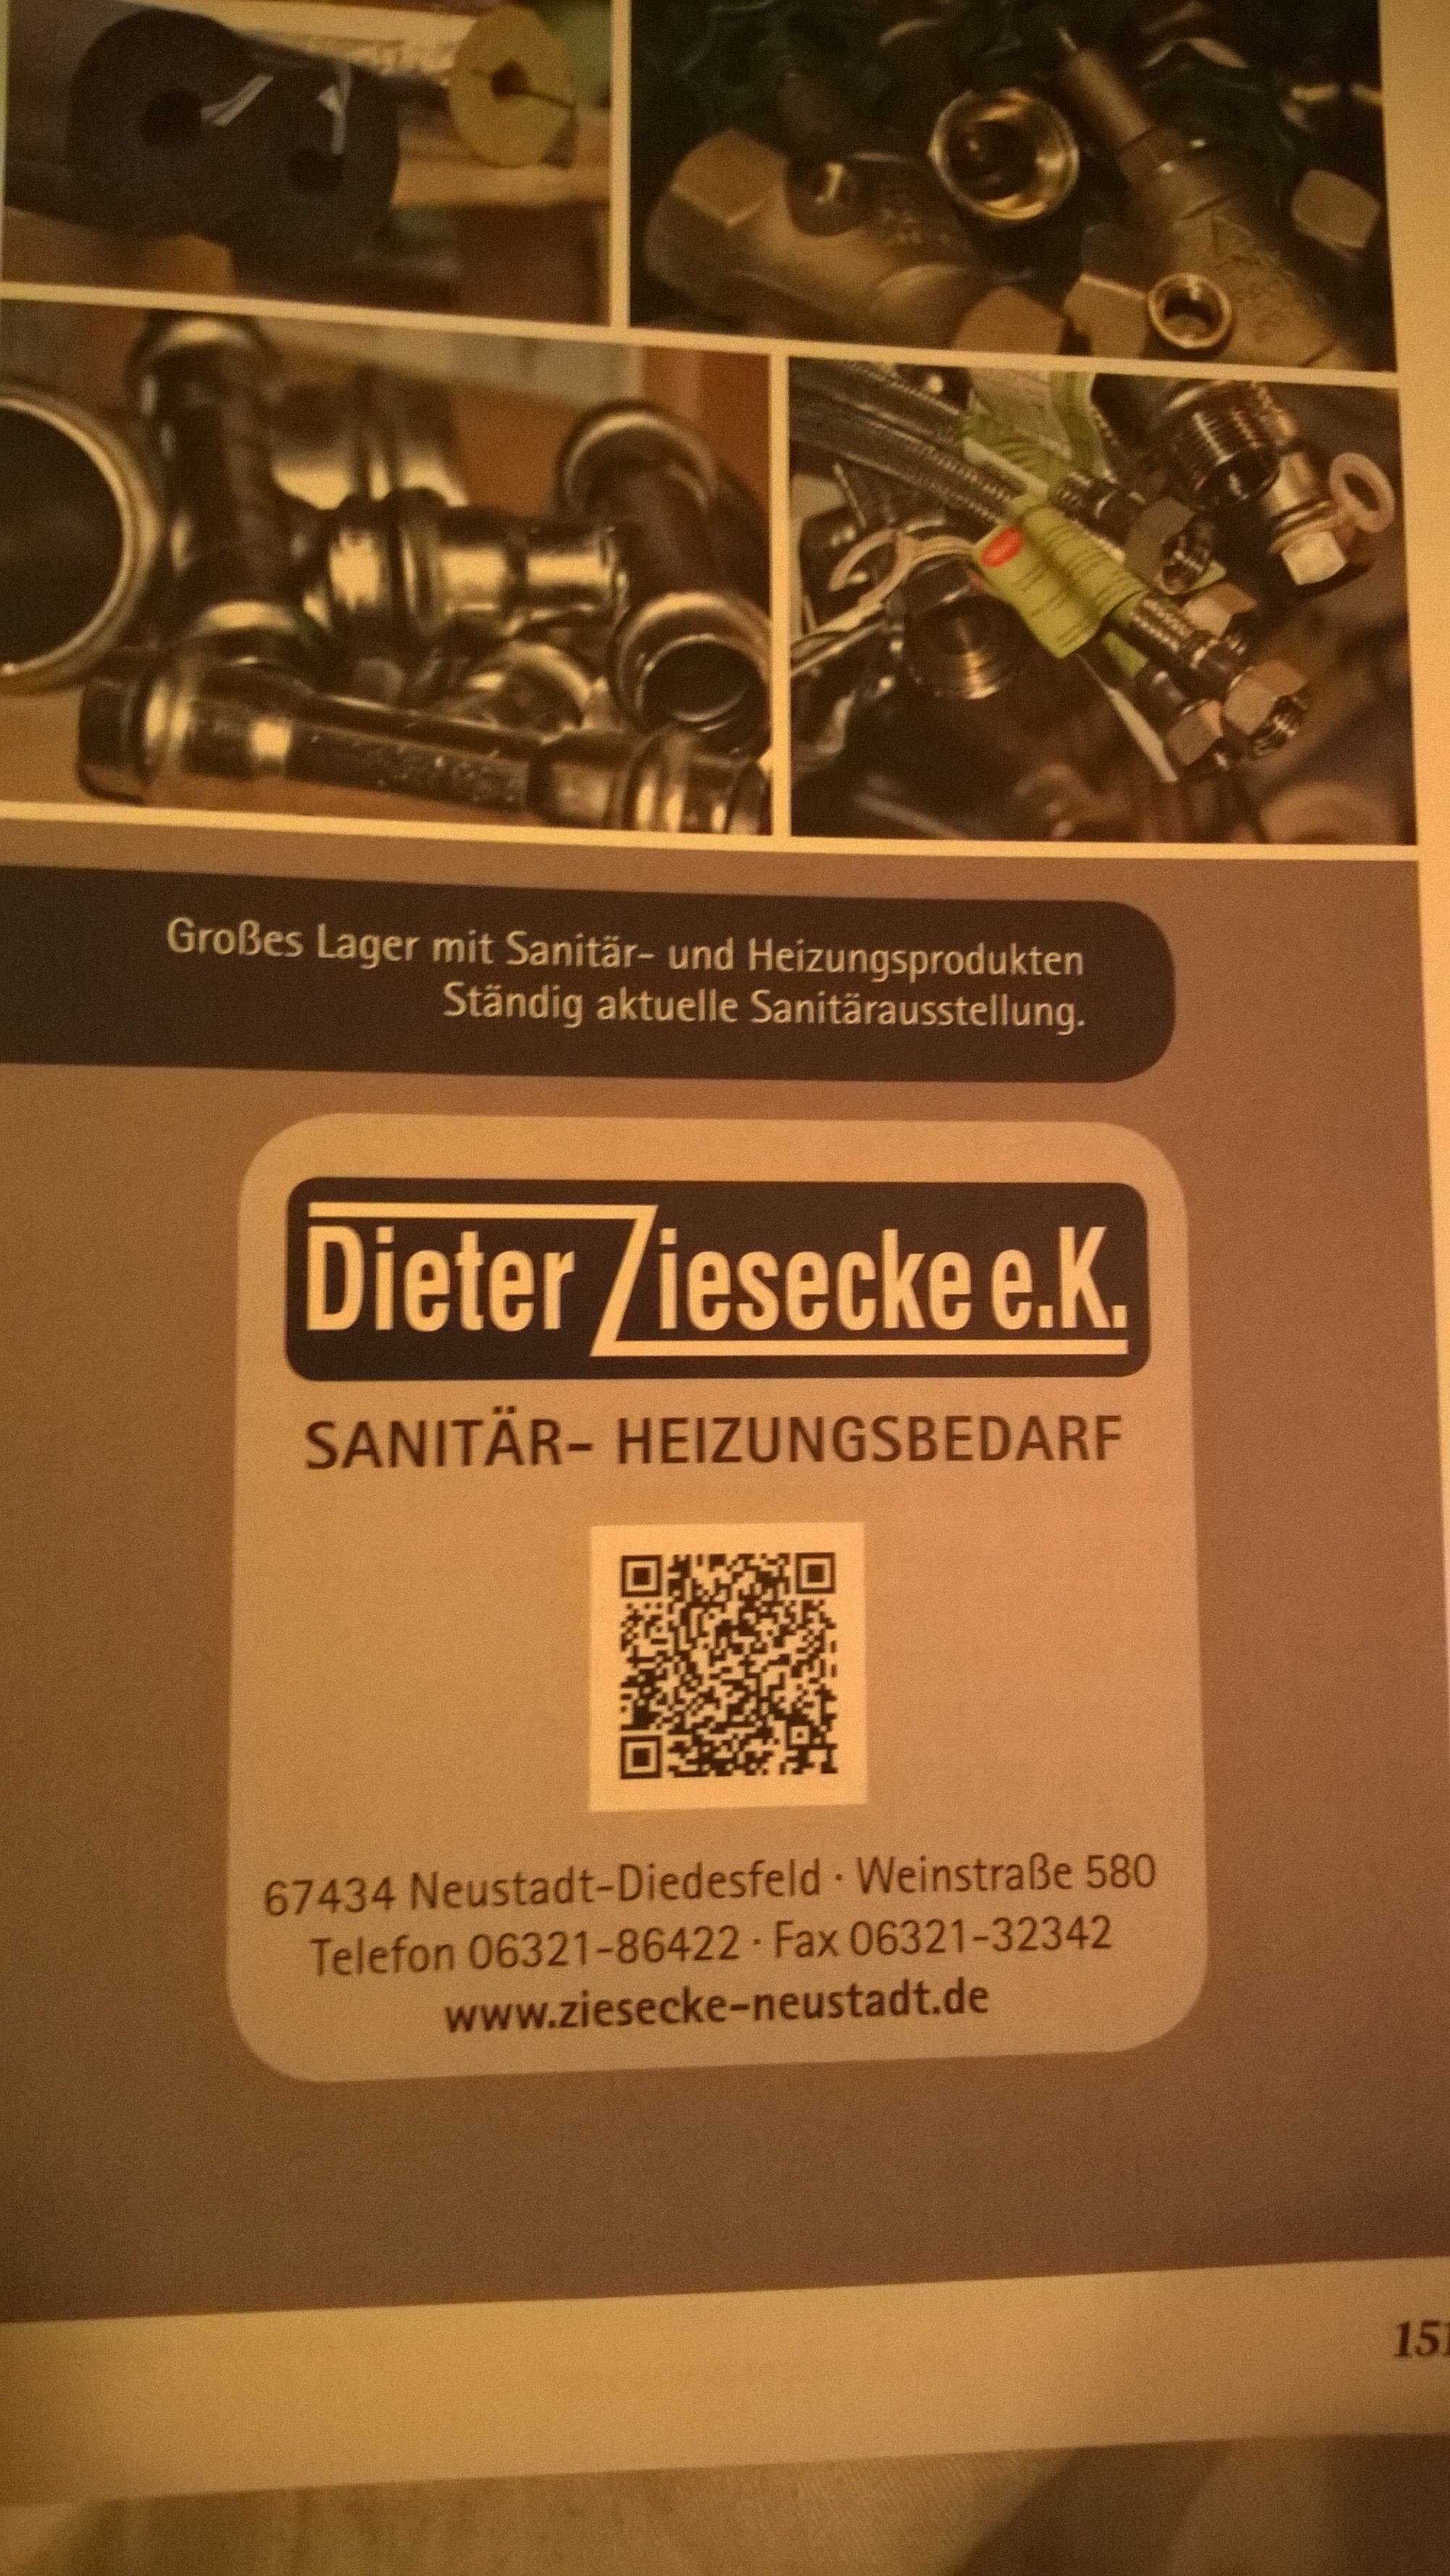 Großes Lager mit Sanitär- und Heizungsprodukten
Ständig aktuelle Sanitärausstellung.
Dieter Ziesecke e.K.
SANITÄR- HEIZUNGSBEDARF
67434 Neustadt-Diedesfeld · Weinstraße 580
Telefon 06321-86422 · Fax 06321-32342
www.ziesecke-neustadt.de
151